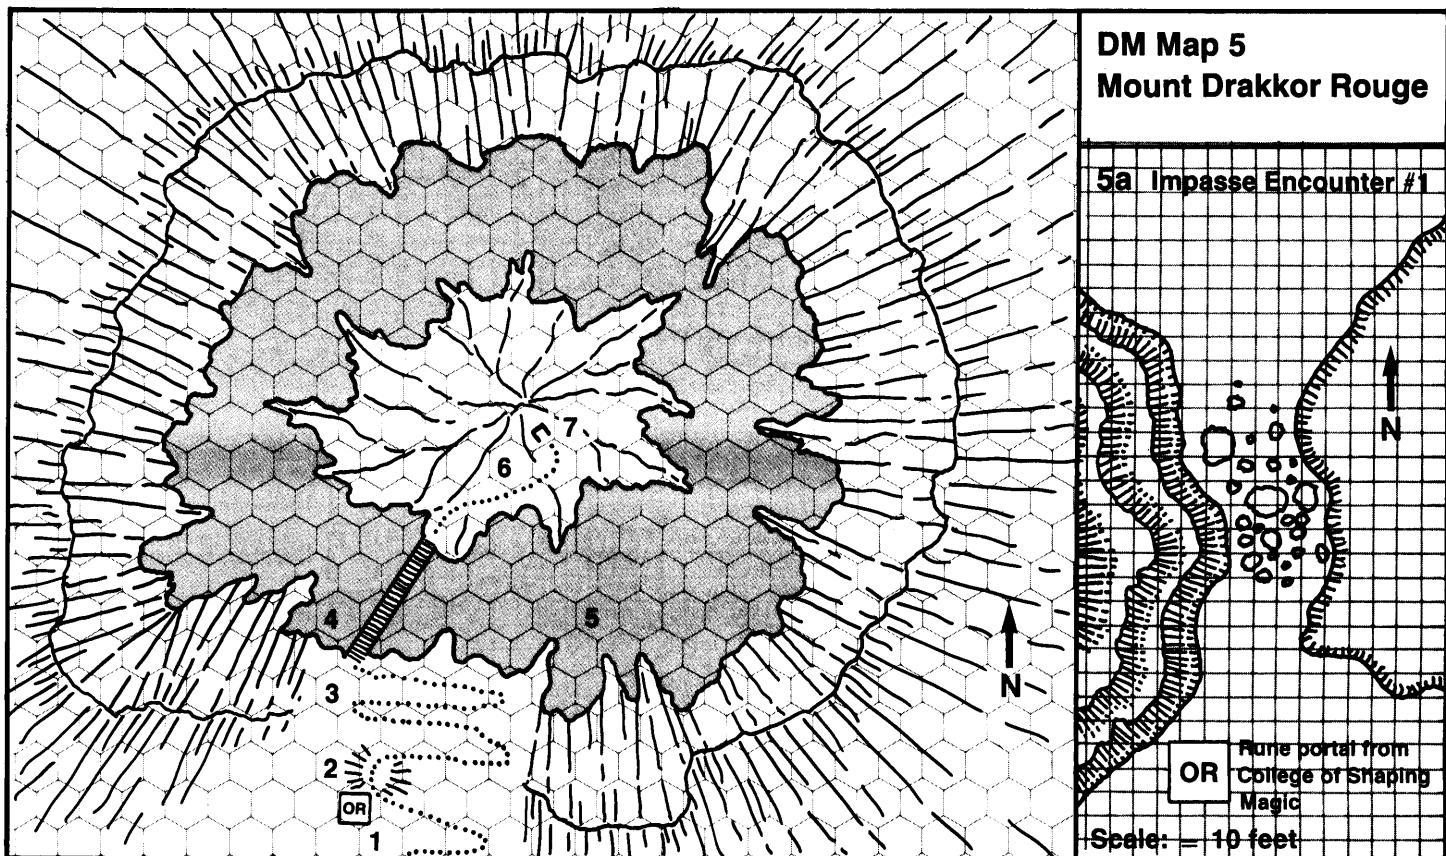 DM Map 5
Mount Drakkor Rouge
5a Impasse Encounter #1
7
6
4
5
N
N
3
2
OR
1
OR
Rune portal from
College of Shaping
Magic
Scale: = 10 feet